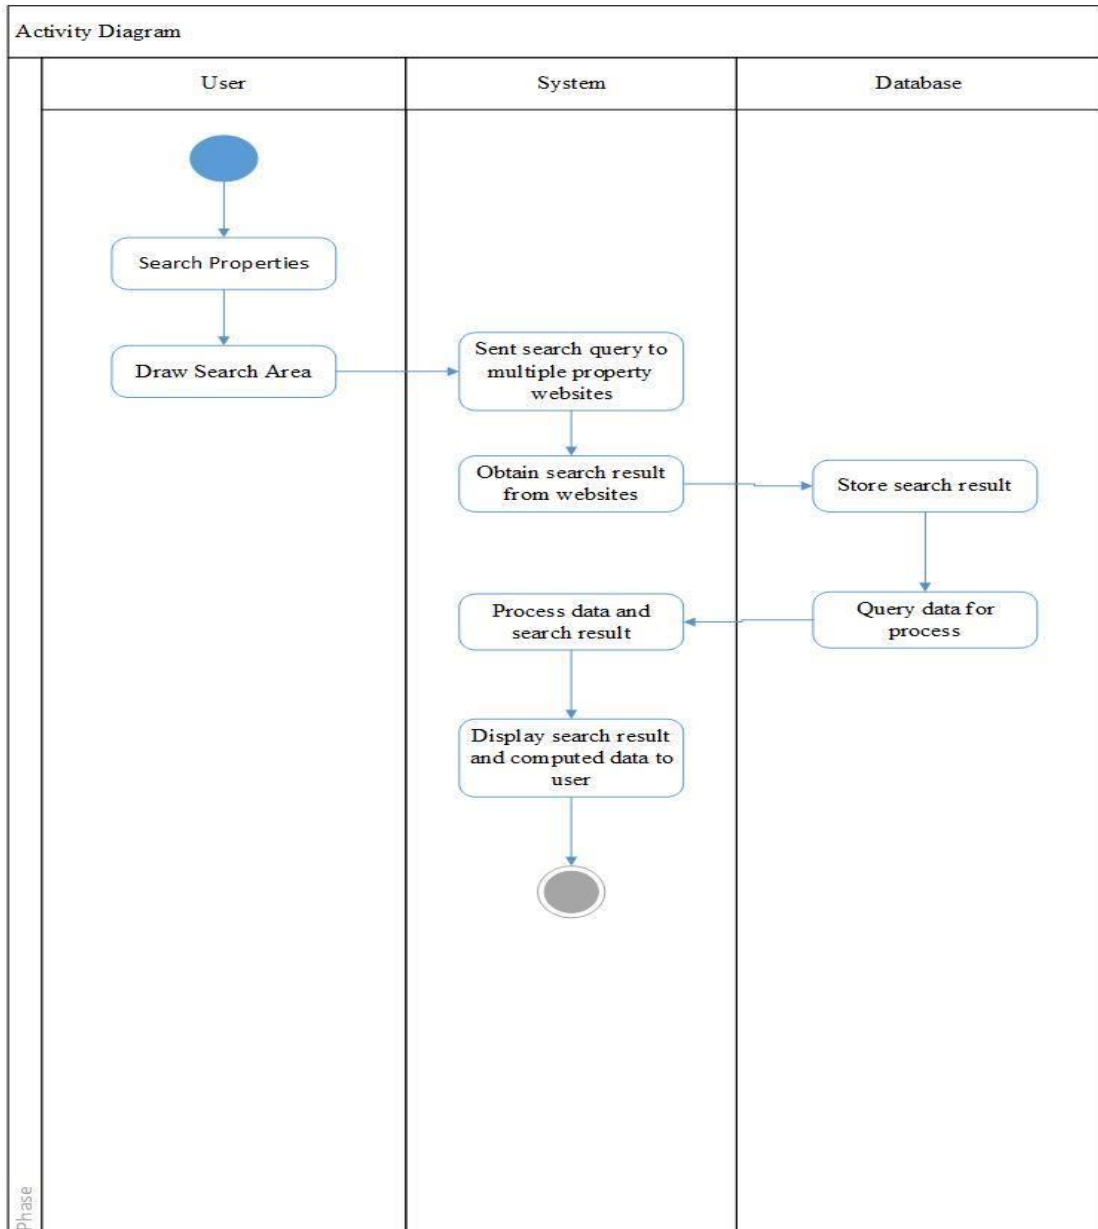 Activity Diagram
User
System
Database
Search Properties
Draw Search Area
Sent search query to
multiple property
websites
Obtain search result
from websites
Store search result
Query data for
process
Process data and
search result
Display search result
and computed data to
user
Phase